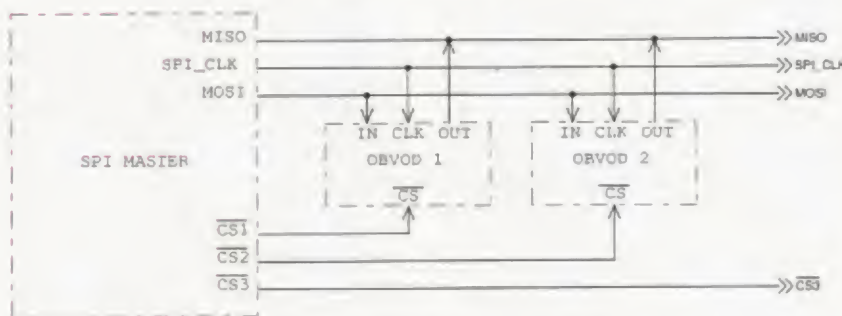 MISO MISO
SPI_CLK SPI_CLK
MOSI MOSI
IN CLK OUT IN CLK OUT
SPI MASTER OBVOD 1 OBVOD 2
CS CS
CS1
CS2
CS3 CS3